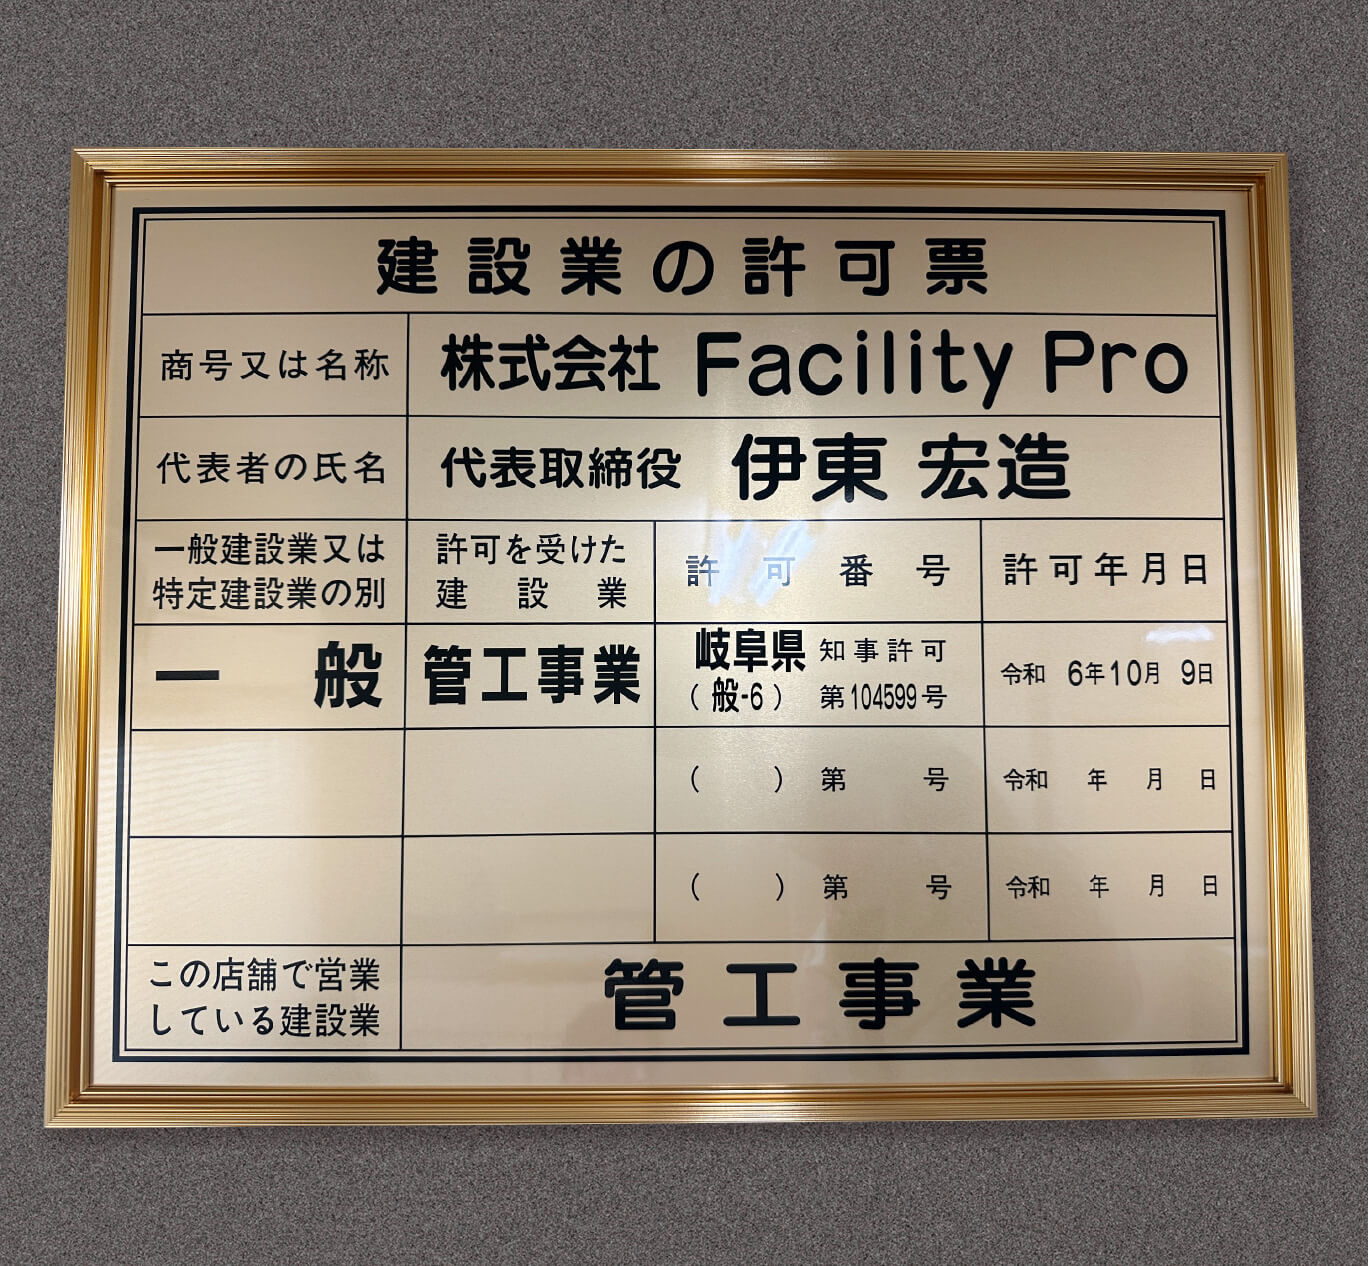 建設業の許可票
商号又は名称 株式会社 Facility Pro
代表者の氏名 代表取締役 伊東 宏造
一般建設業又は
特定建設業の別
許可を受けた
建設業
許可番号
許可年月日
一般
管工事業
岐阜県 知事許可
(般-6) 第104599号
令和 6年10月 9日
( ) 第 号
令和 年 月 日
( ) 第 号
令和 年 月 日
この店舗で営業
している建設業
管工事業